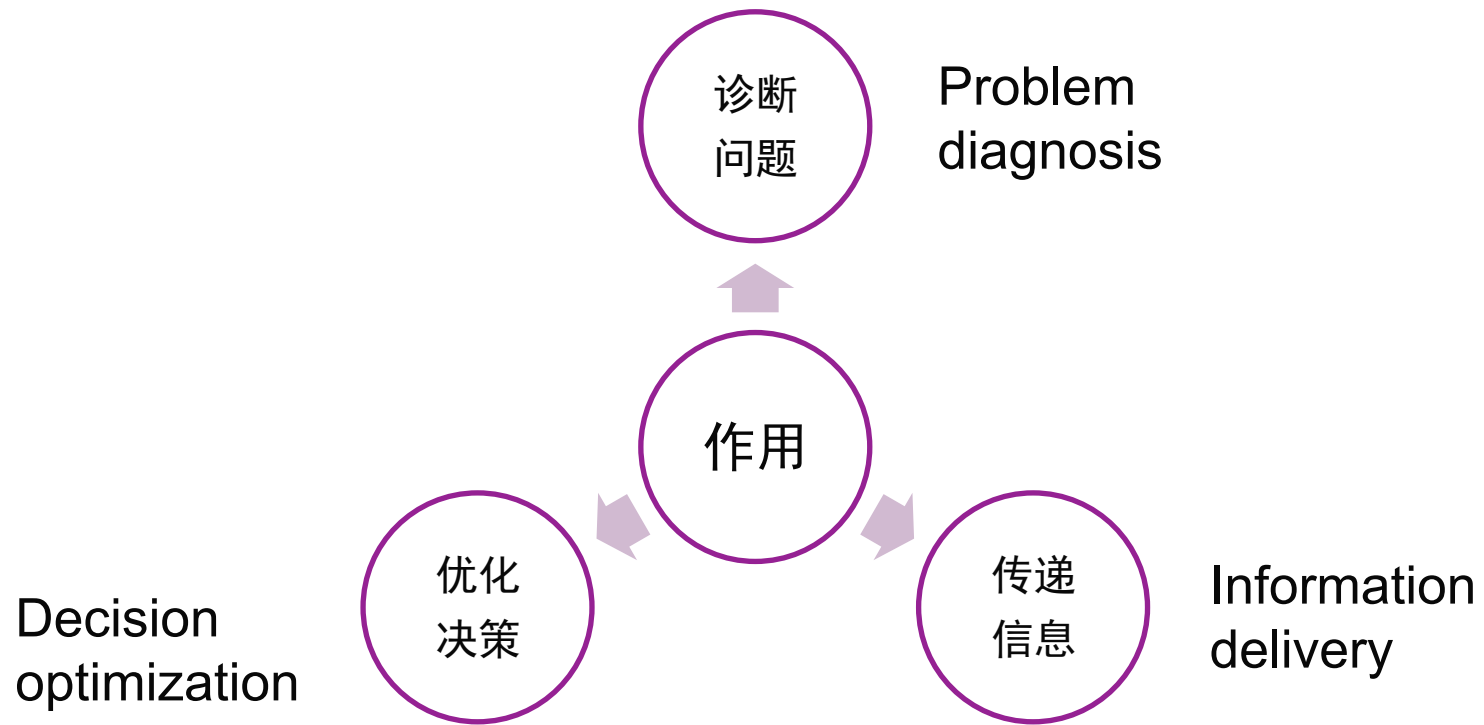 诊断
问题
Problem
diagnosis
作用
优化
决策
Decision
optimization
传递
信息
Information
delivery